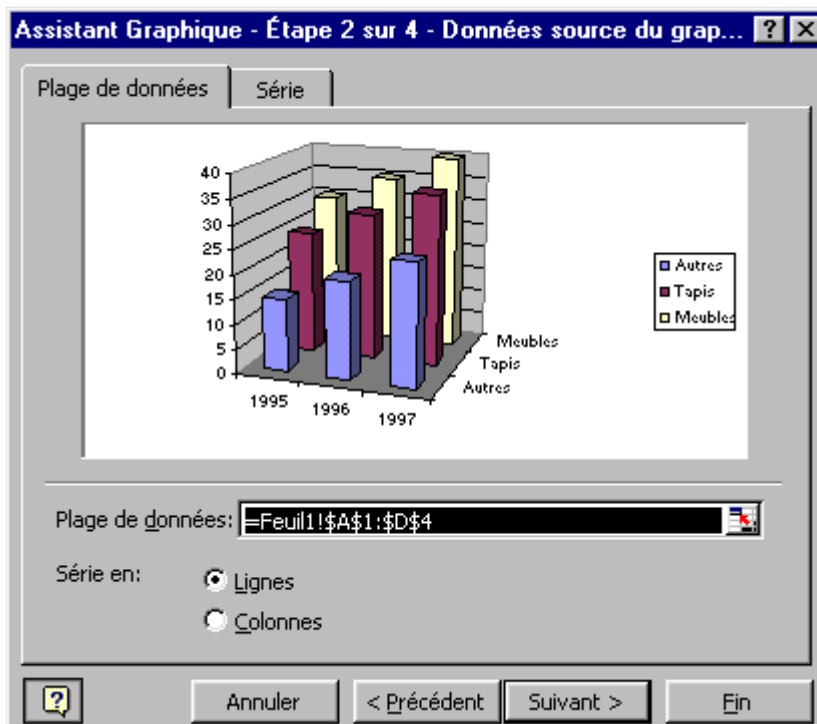 Assistant Graphique - Étape 2 sur 4 - Données source du grap...
Plage de données
Série
40
35
30
25
20
15
10
5
0
1995
1996
1997
Meubles
Tapis
Autres
Autres
Tapis
Meubles
Plage de données: =Feuil1!$A$1:$D$4
Série en:
Lignes
Colonnes
Annuler
< Précédent
Suivant >
Fin